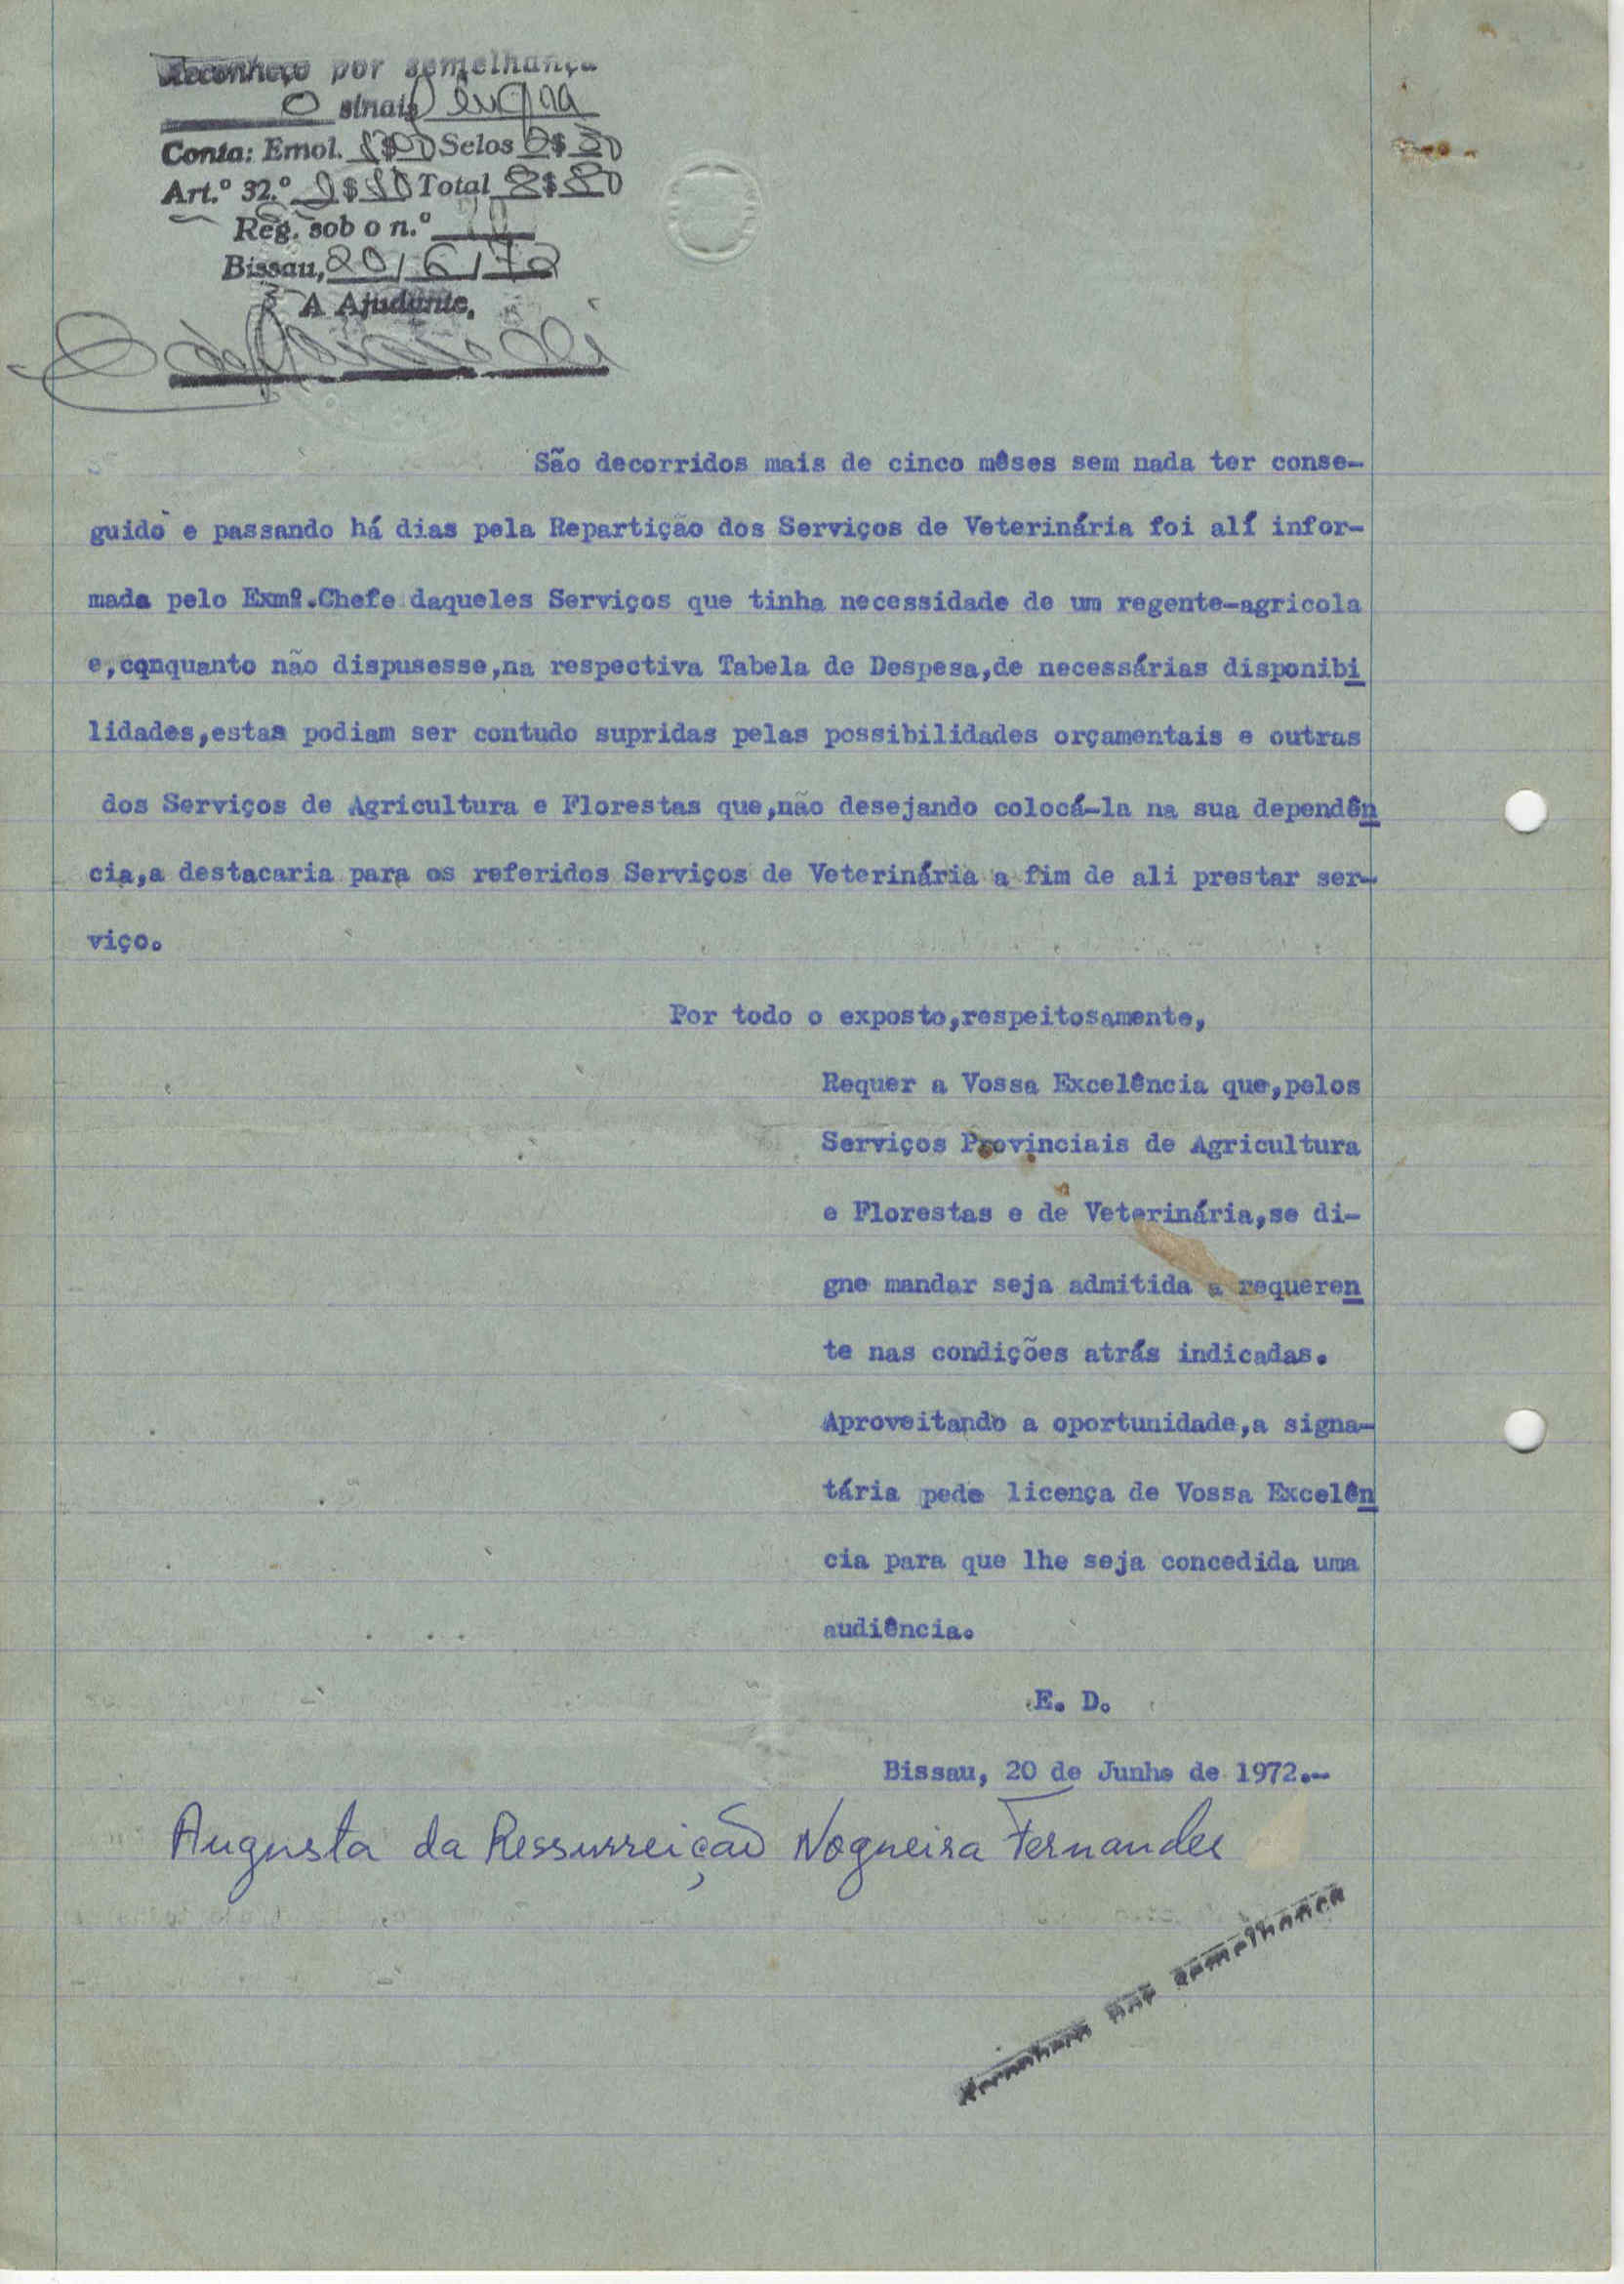 Reconheço por semelhança
o sinal supra
Conta: Emol. $00 Selos $30
Art.º 32.º $80 Total 8$80
Reg. sob o n.º
Bissau, 20/6/72
A Ajudante,
São decorridos mais de cinco mêses sem nada ter conse-
guido e passando há dias pela Repartição dos Serviços de Veterinária foi alí infor-
mada pelo Exmº.Chefe daqueles Serviços que tinha necessidade de um regente-agricola
e,conquanto não dispusesse,na respectiva Tabela de Despesa,de necessárias disponibi
lidades,estas podiam ser contudo supridas pelas possibilidades orçamentais e outras
dos Serviços de Agricultura e Florestas que,não desejando colocá-la na sua dependên
cia,a destacaria para os referidos Serviços de Veterinária a fim de ali prestar ser-
viço.
Por todo o exposto,respeitosamente,
Requer a Vossa Excelência que,pelos
Serviços Provinciais de Agricultura
e Florestas e de Veterinária,se di-
gne mandar seja admitida a requeren
te nas condições atrás indicadas.
Aproveitando a oportunidade,a signa-
tária pede licença de Vossa Excelên
cia para que lhe seja concedida uma
audiência.
E. D.
Bissau, 20 de Junho de 1972.-
Augusta da Ressurreição Nogueira Fernandes
Reconheço por semelhança